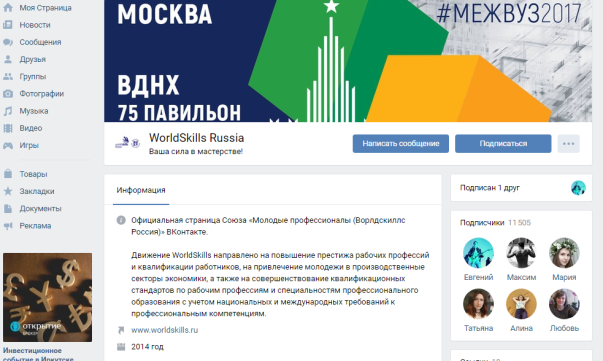 Моя Страница
Новости
Сообщения
Друзья
Группы
Фотографии
Музыка
Видео
Игры
Товары
Закладки
Документы
Реклама
открытие
Инвестиционное
событие в Иркутске
МОСКВА
#МЕЖВУЗ2017
ВДНХ
75 ПАВИЛЬОН
WorldSkills Russia
Ваша сила в мастерстве!
Написать сообщение
Подписаться
Информация
Официальная страница Союза «Молодые профессионалы (Ворлдскиллс
Россия)» ВКонтакте.
Движение WorldSkills направлено на повышение престижа рабочих профессий
и квалификации работников, на привлечение молодежи в производственные
секторы экономики, а также на совершенствование квалификационных
стандартов по рабочим профессиям и специальностям профессионального
образования с учетом национальных и международных требований к
профессиональным компетенциям.
www.worldskills.ru
2014 год
Подписан 1 друг
Подписчики 11 505
Евгений Максим Мария
Татьяна Алина Любовь